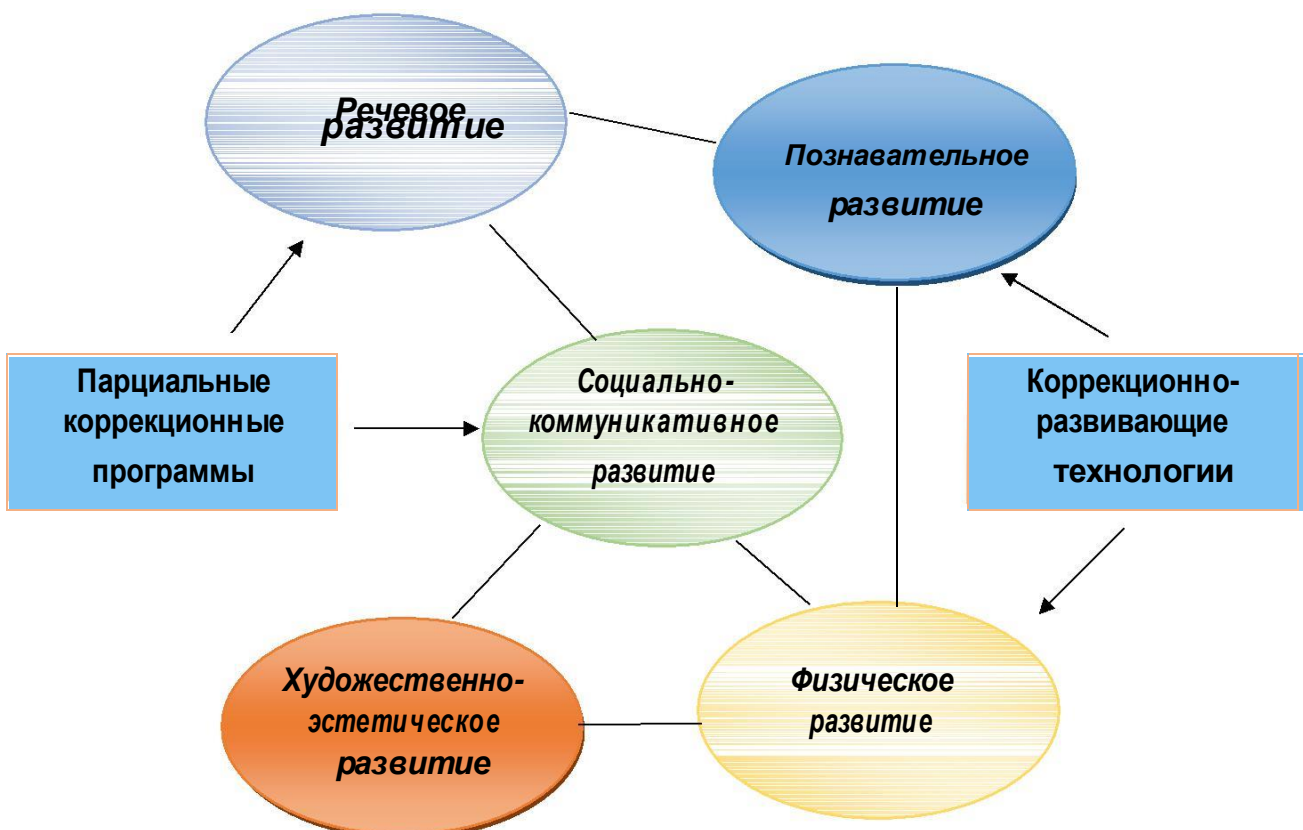 Речевое
развитие
Познавательное
развитие
Парциальные
коррекционные
программы
Социально-
коммуникативное
развитие
Коррекционно-
развивающие
технологии
Художественно-
эстетическое
развитие
Физическое
развитие